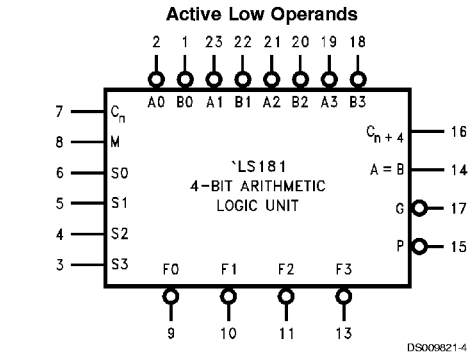 Active Low Operands
2 1 23 22 21 20 19 18
A0 B0 A1 B1 A2 B2 A3 B3
7 Cn
8 M
6 S0
5 S1
4 S2
3 S3
`LS181
4-BIT ARITHMETIC
LOGIC UNIT
Cn + 4 16
A = B 14
G 17
P 15
F0 F1 F2 F3
9 10 11 13
DS009821-4